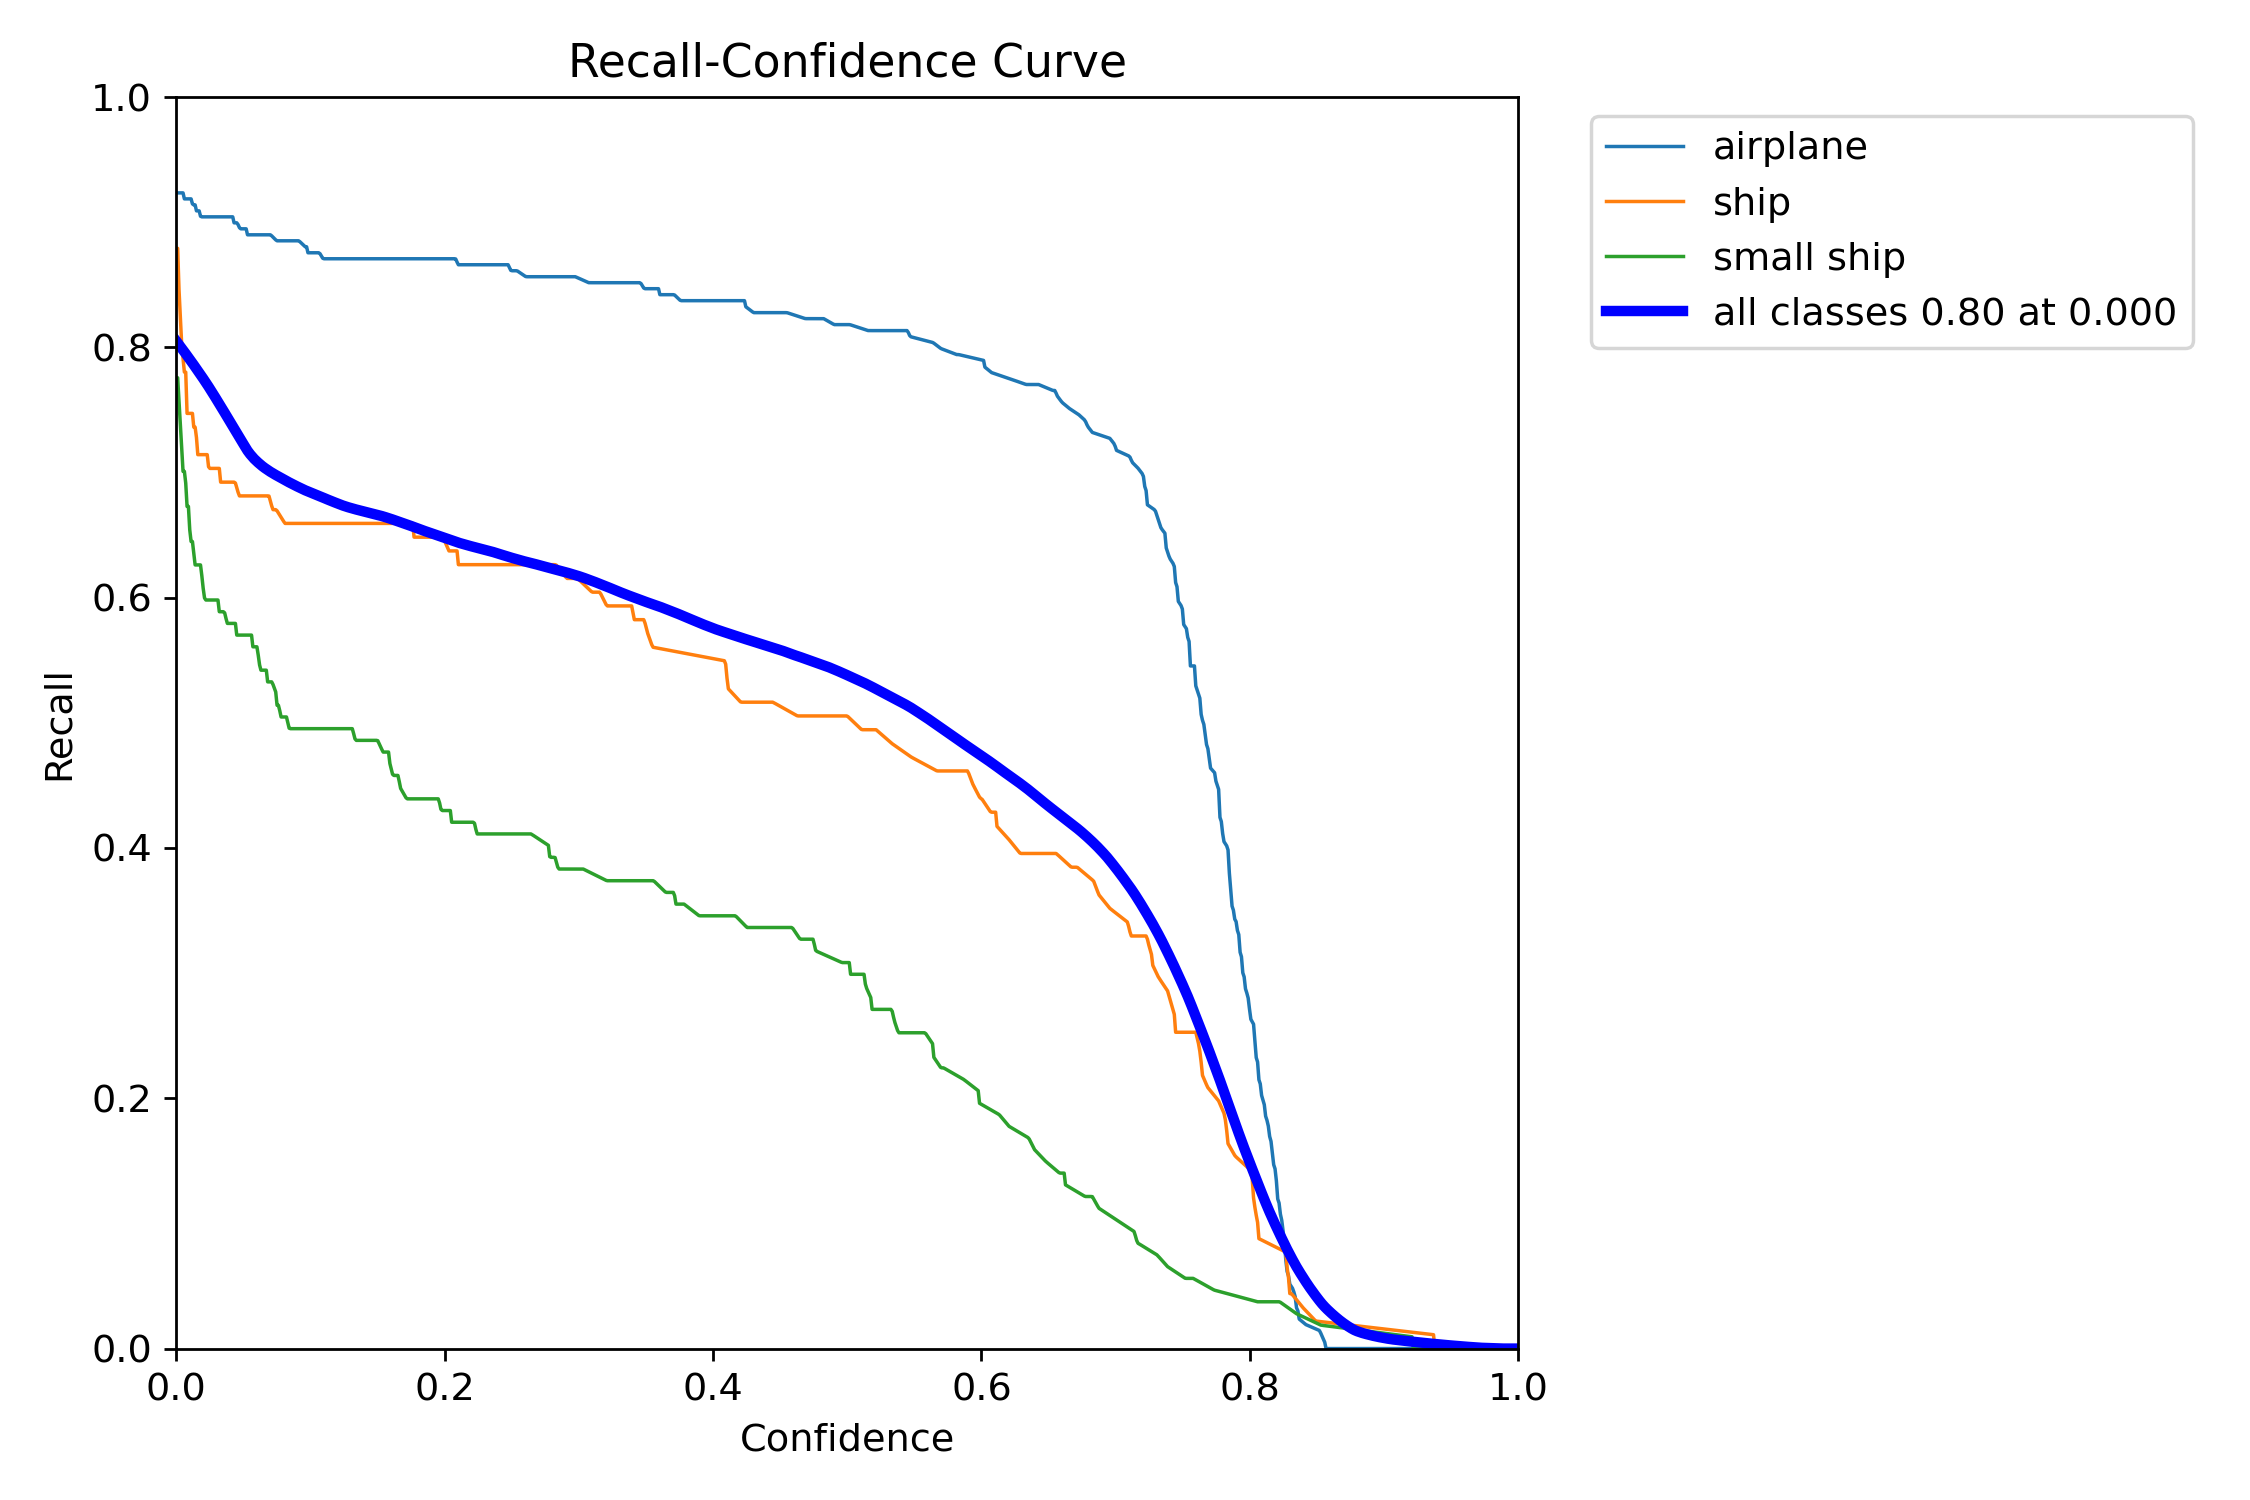 Recall-Confidence Curve
1.0
0.8
0.6
0.4
0.2
0.0
Recall
0.0 0.2 0.4 0.6 0.8 1.0
Confidence
airplane
ship
small ship
all classes 0.80 at 0.000